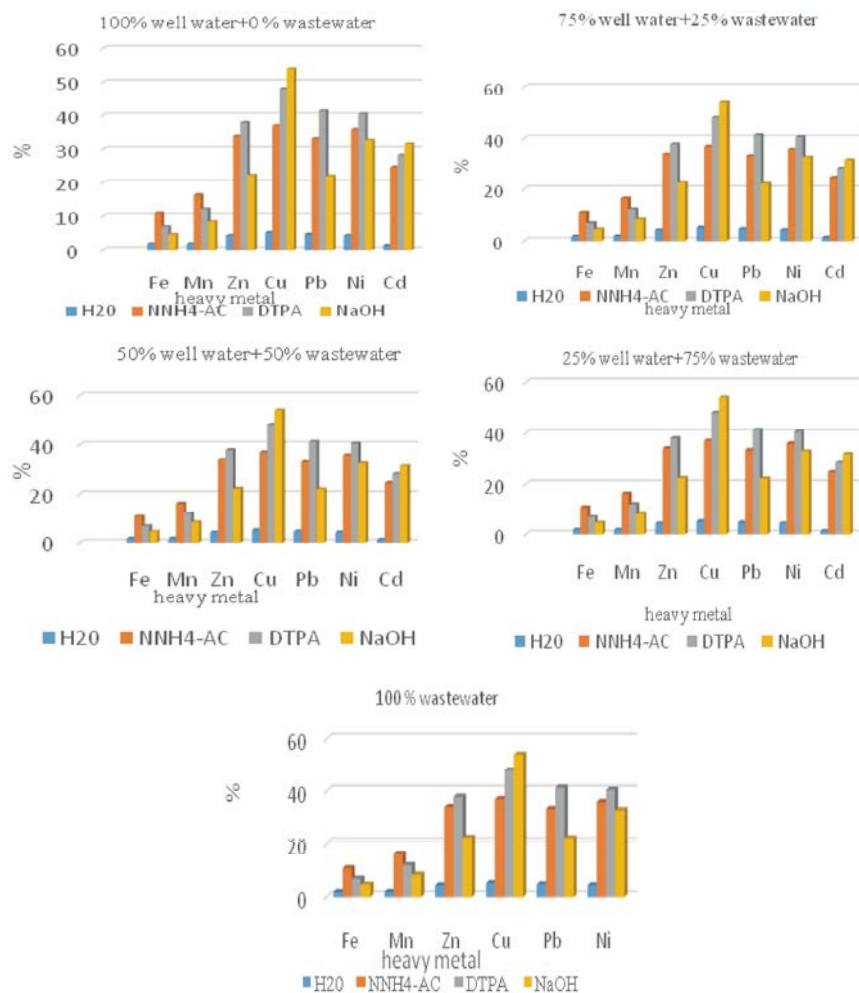 100% well water+0 % wastewater
60
50
40
30
20
10
0
%
Fe Mn Zn Cu Pb Ni Cd
heavy metal
H20 NNH4-AC DTPA NaOH
75% well water+25% wastewater
60
40
20
0
%
Fe Mn Zn Cu Pb Ni Cd
H20 NNH4-AC DTPA NaOH
heavy metal
50% well water+50% wastewater
60
40
20
0
%
Fe Mn Zn Cu Pb Ni Cd
heavy metal
H20 NNH4-AC DTPA NaOH
25% well water+75% wastewater
60
40
20
0
%
Fe Mn Zn Cu Pb Ni Cd
heavy metal
H20 NNH4-AC DTPA NaOH
100% wastewater
60
40
20
0
%
Fe Mn Zn Cu Pb Ni
heavy metal
H20 NNH4-AC DTPA NaOH